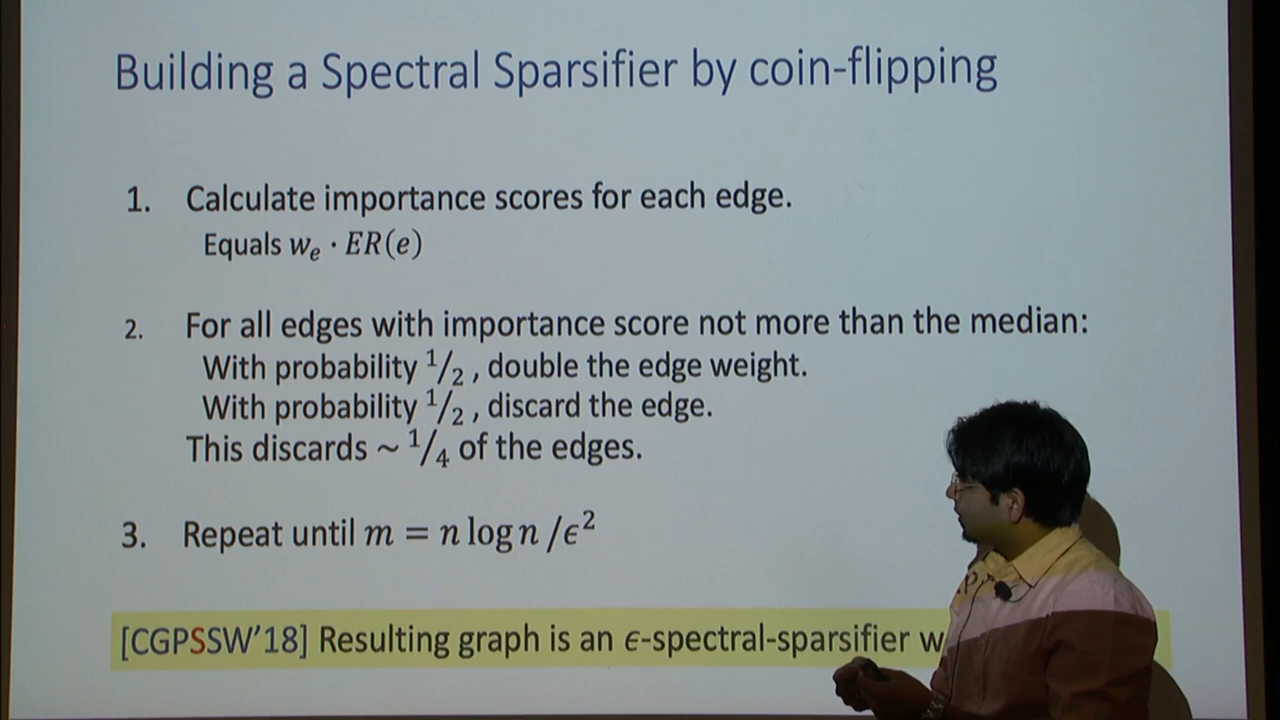 Building a Spectral Sparsifier by coin-flipping
1. Calculate importance scores for each edge.
Equals wₑ · ER(e)
2. For all edges with importance score not more than the median:
With probability 1/2 , double the edge weight.
With probability 1/2 , discard the edge.
This discards ~ 1/4 of the edges.
3. Repeat until m = n log n /ϵ²
[CGPSSW'18] Resulting graph is an ϵ-spectral-sparsifier